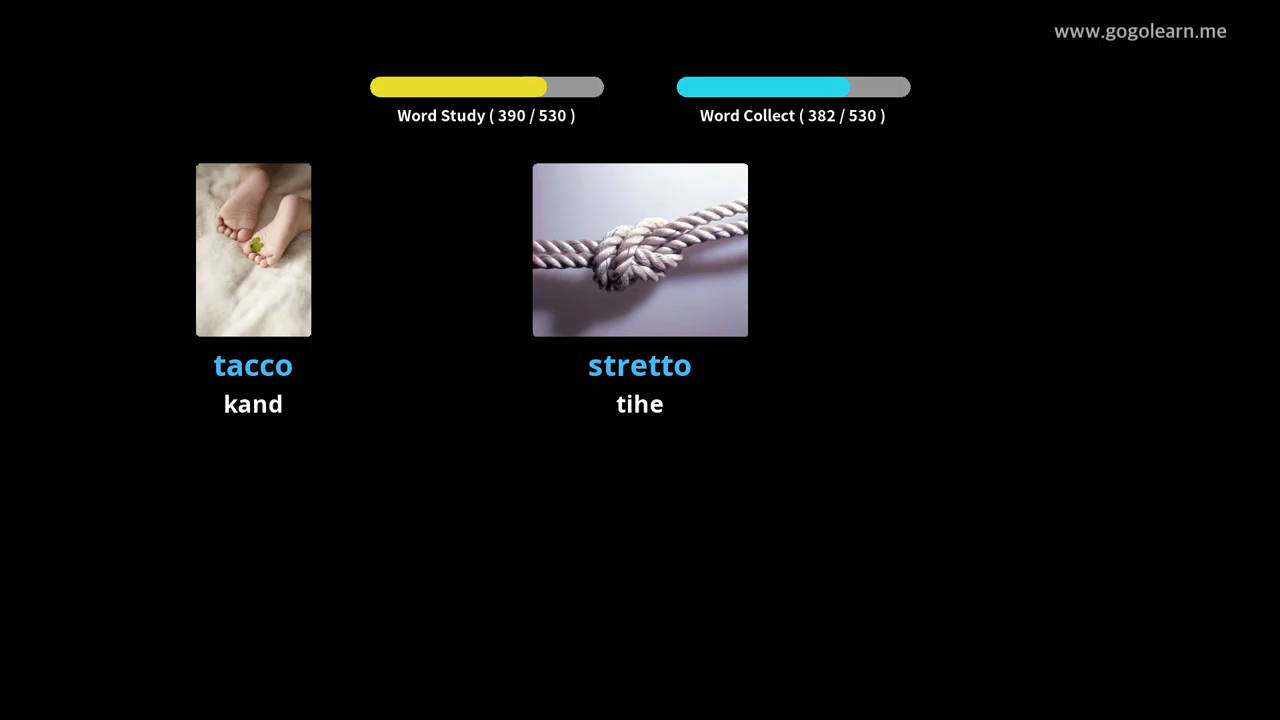 www.gogolearn.me
Word Study ( 390 / 530 )
Word Collect ( 382 / 530 )
tacco
kand
stretto
tihe